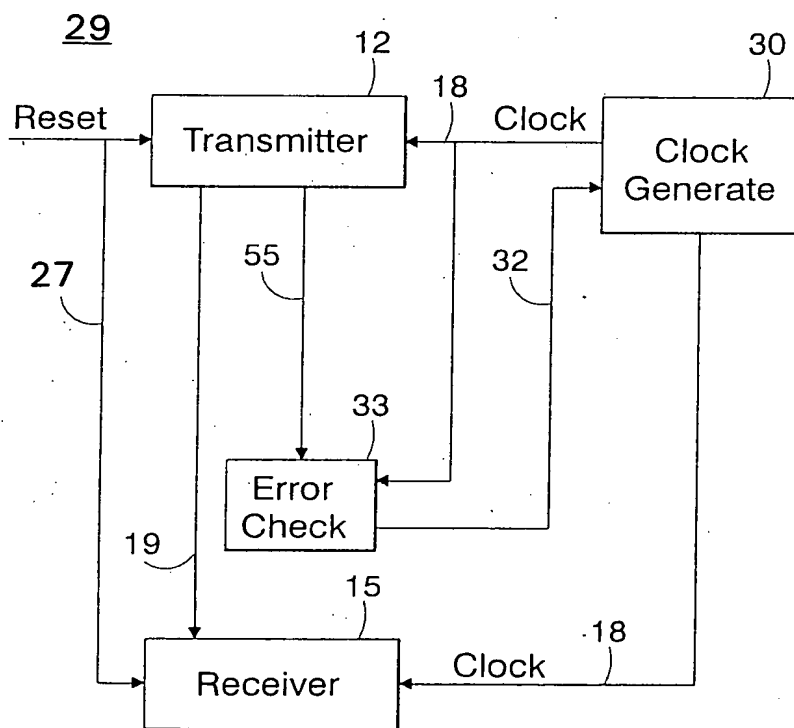 29
12
30
Reset
Transmitter
18
Clock
Clock
Generate
55
27
32
33
Error
Check
19
15
Receiver
Clock
18